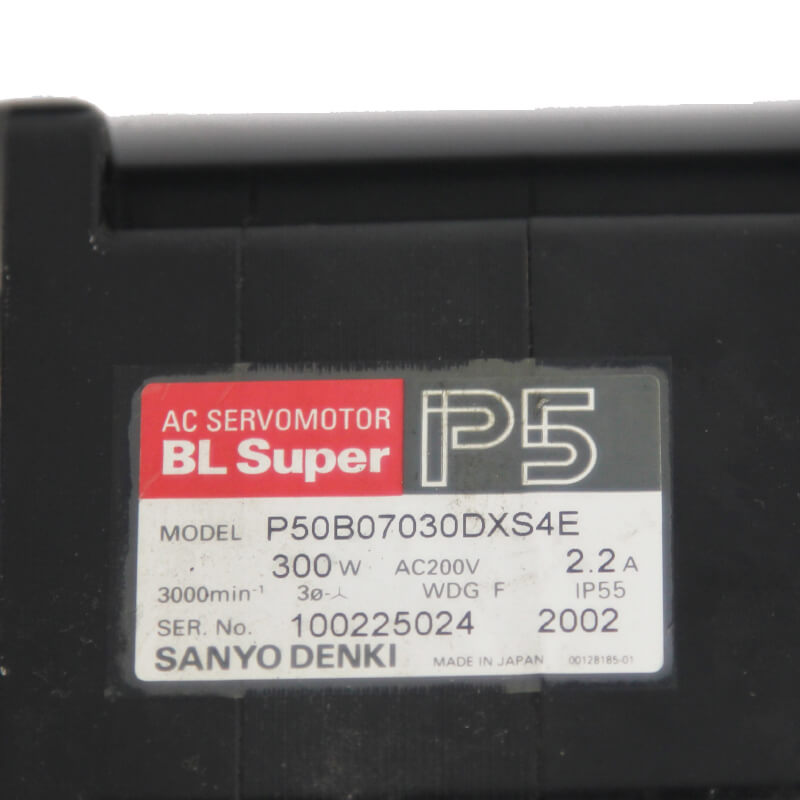 AC SERVOMOTOR
BL Super
P5
MODEL P50B07030DXS4E
300 W AC200V 2.2 A
3000min⁻¹ 3ø-⅄ WDG F IP55
SER. No. 100225024 2002
SANYO DENKI MADE IN JAPAN 00128185-01